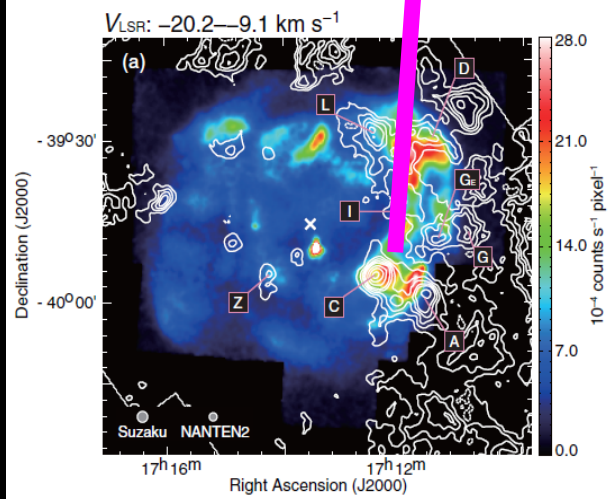 VLSR: −20.2–−9.1 km s−1
(a)
D
L
GE
I
G
Z
C
A
Suzaku NANTEN2
- 39°30'
- 40°00'
Declination (J2000)
17h16m 17h12m
Right Ascension (J2000)
28.0
21.0
14.0
7.0
0.0
10−4 counts s−1 pixel−1